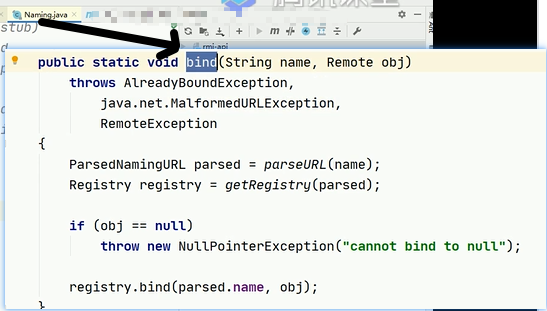 Naming.java
stub)
rmi-api
public static void bind(String name, Remote obj)
throws AlreadyBoundException,
java.net.MalformedURLException,
RemoteException
{
ParsedNamingURL parsed = parseURL(name);
Registry registry = getRegistry(parsed);
if (obj == null)
throw new NullPointerException("cannot bind to null");
registry.bind(parsed.name, obj);
}